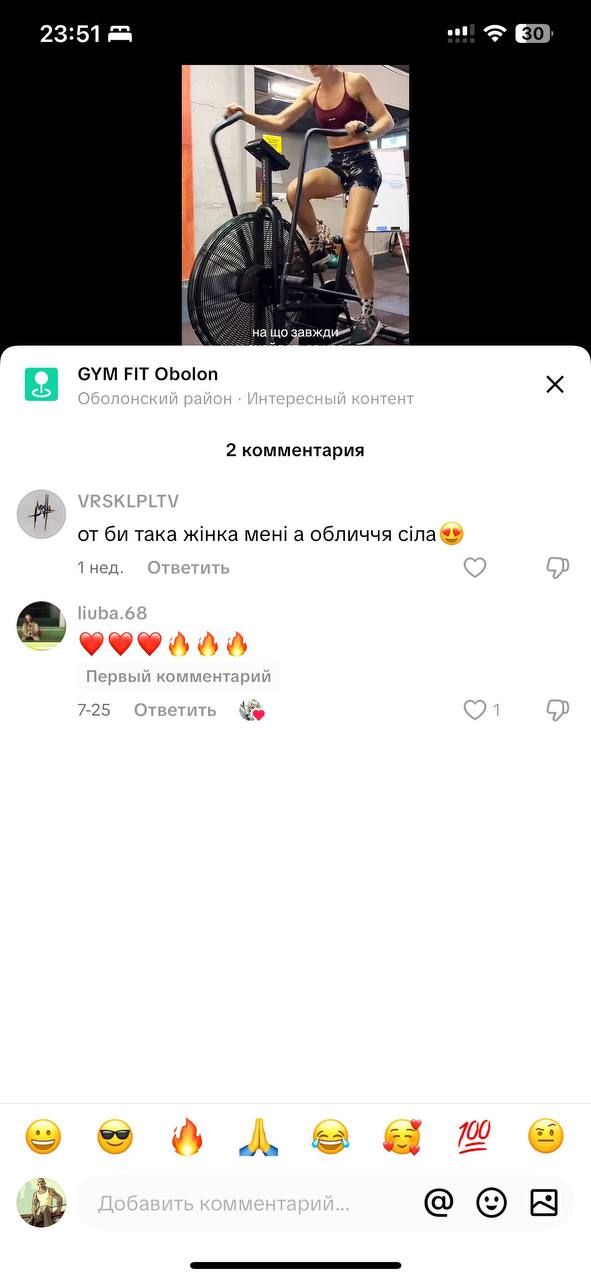 23:51
30
на що завжди
GYM FIT Obolon
Оболонский район · Интересный контент
2 комментария
VRSKLPLTV
от би така жінка мені а обличчя сіла😍
1 нед. Ответить
liuba.68
❤️❤️❤️🔥🔥🔥
Первый комментарий
7-25 Ответить 1
Добавить комментарий...